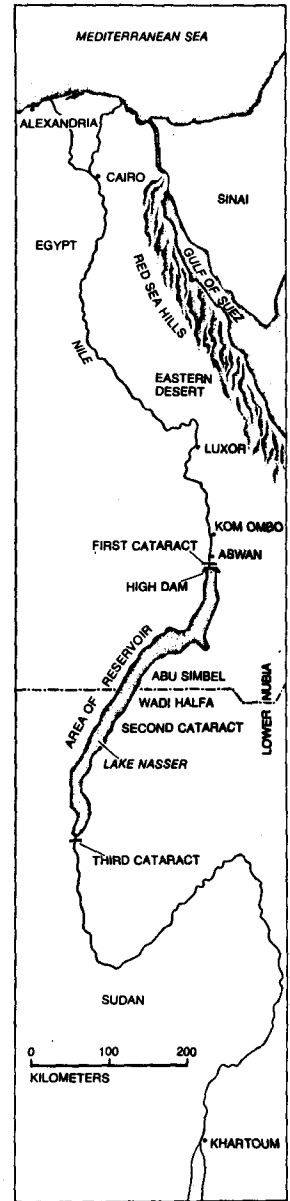 MEDITERRANEAN SEA
ALEXANDRIA
CAIRO
SINAI
EGYPT
GULF OF SUEZ
RED SEA HILLS
NILE
EASTERN
DESERT
LUXOR
KOM OMBO
FIRST CATARACT
ASWAN
HIGH DAM
AREA OF RESERVOIR
ABU SIMBEL
LOWER NUBIA
WADI HALFA
SECOND CATARACT
LAKE NASSER
THIRD CATARACT
SUDAN
0 100 200
KILOMETERS
KHARTOUM